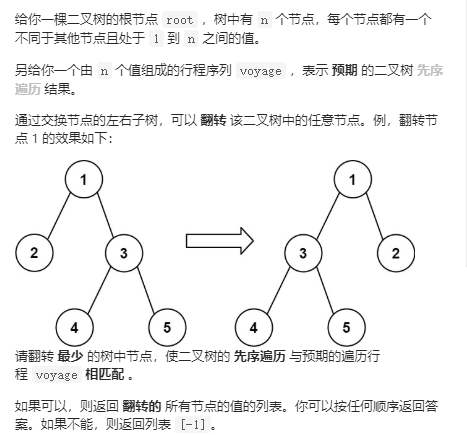 给你一棵二叉树的根节点 root ，树中有 n 个节点，每个节点都有一个
不同于其他节点且处于 1 到 n 之间的值。
另给你一个由 n 个值组成的行程序列 voyage ，表示 预期 的二叉树 先序
遍历 结果。
通过交换节点的左右子树，可以 翻转 该二叉树中的任意节点。例，翻转节
点 1 的效果如下：
1 1
2 3 3 2
4 5 4 5
请翻转 最少 的树中节点，使二叉树的 先序遍历 与预期的遍历行
程 voyage 相匹配 。
如果可以，则返回 翻转的 所有节点的值的列表。你可以按任何顺序返回答
案。如果不能，则返回列表 [-1] 。